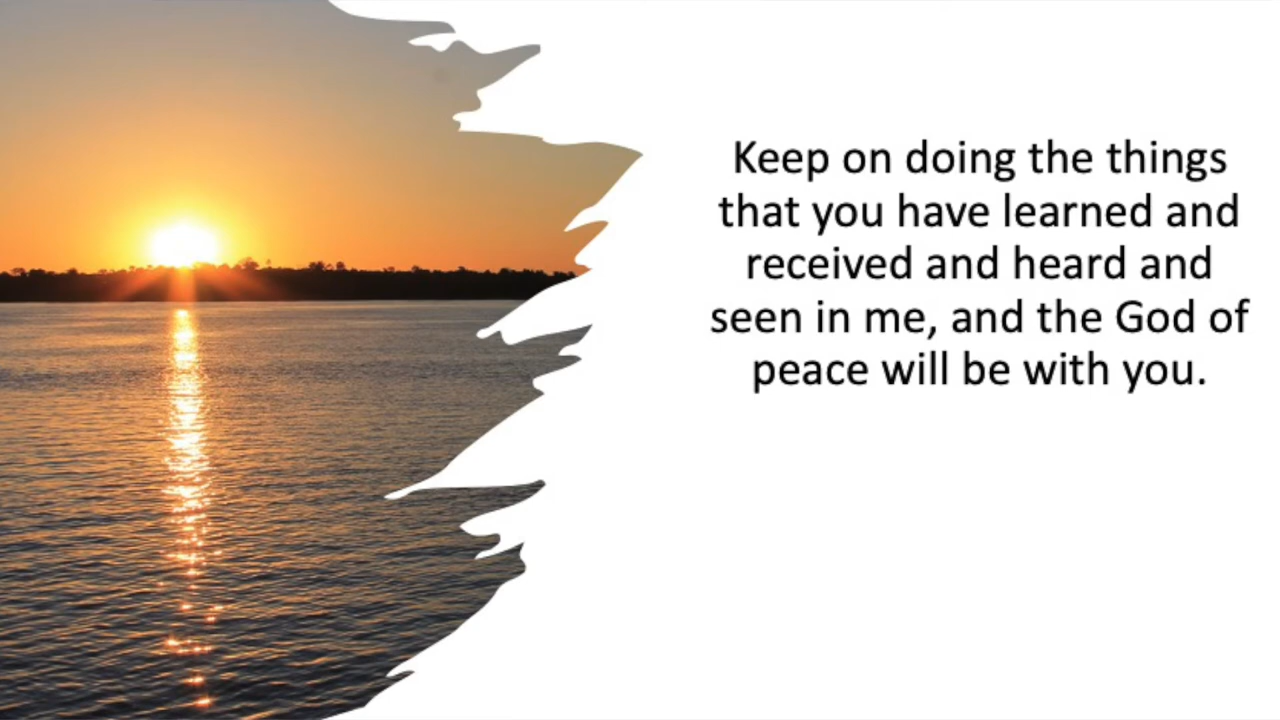 Keep on doing the things
that you have learned and
received and heard and
seen in me, and the God of
peace will be with you.